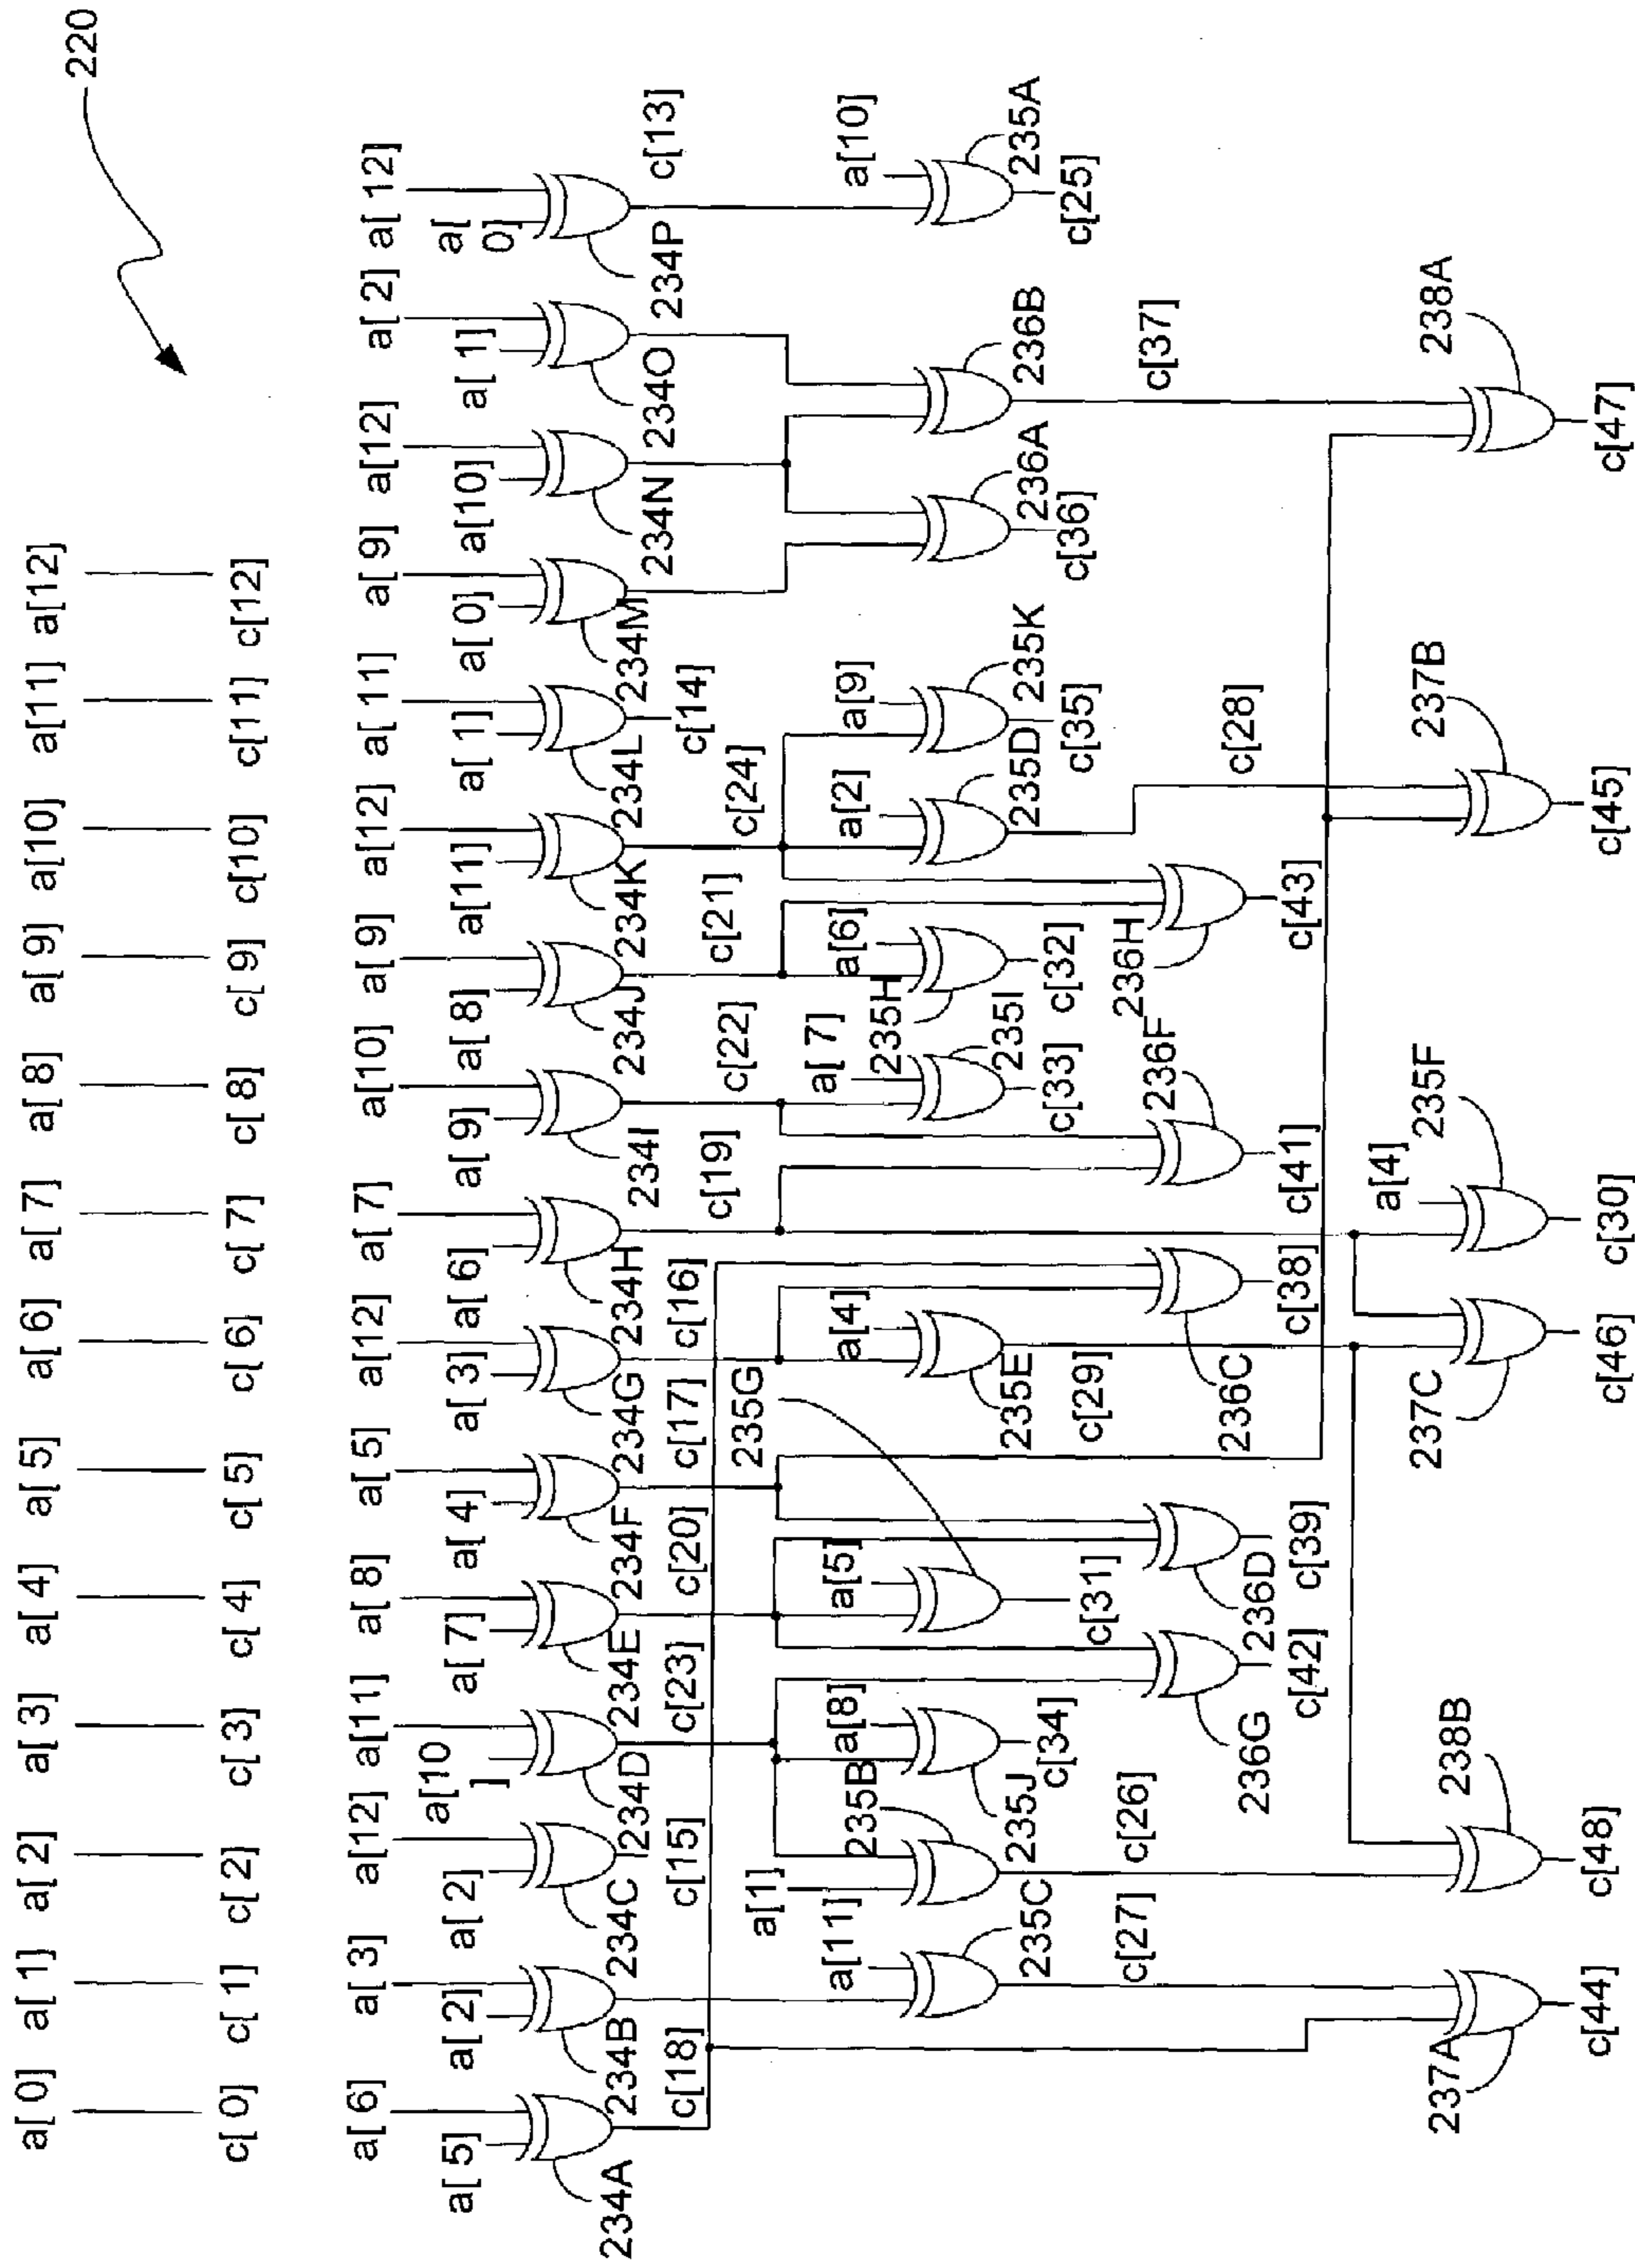 220
a[ 0] a[ 1] a[ 2] a[ 3] a[ 4] a[ 5] a[ 6] a[ 7] a[ 8] a[ 9] a[10] a[11] a[12]
c[ 0] c[ 1] c[ 2] c[ 3] c[ 4] c[ 5] c[ 6] c[ 7] c[ 8] c[ 9] c[10] c[11] c[12]
a[ 6] a[ 3] a[12] a[11] a[ 8] a[ 5] a[12] a[ 7] a[10] a[ 9] a[12] a[ 11] a[ 9] a[12] a[ 2] a[ 12]
a[ 5] a[ 2] a[ 2] a[10 ] a[ 7] a[ 4] a[ 3] a[ 6] a[ 9] a[ 8] a[11] a[ 1] a[ 0] a[10] a[ 1] a[ 0]
234A 234B 234C 234D 234E 234F 234G 234H 234I 234J 234K 234L 234M 234N 234O 234P
c[18] c[15] c[23] c[20] c[17] c[16] c[19] c[22] c[21] c[24] c[14] c[13]
235G
a[11] a[1] 235B a[8] a[5] a[4] a[ 7] 235H a[6] a[2] a[9] a[10]
235C 235J 235E 235I 235D 235K 236A 236B 235A
c[27] c[26] c[34] c[31] c[29] c[33] c[32] c[35] c[36] c[25]
236H 236F c[28] c[37]
236G 236D 236C
c[42] c[39] c[38] c[41] c[43]
a[4]
237A 238B 237C 235F 237B 238A
c[44] c[48] c[46] c[30] c[45] c[47]